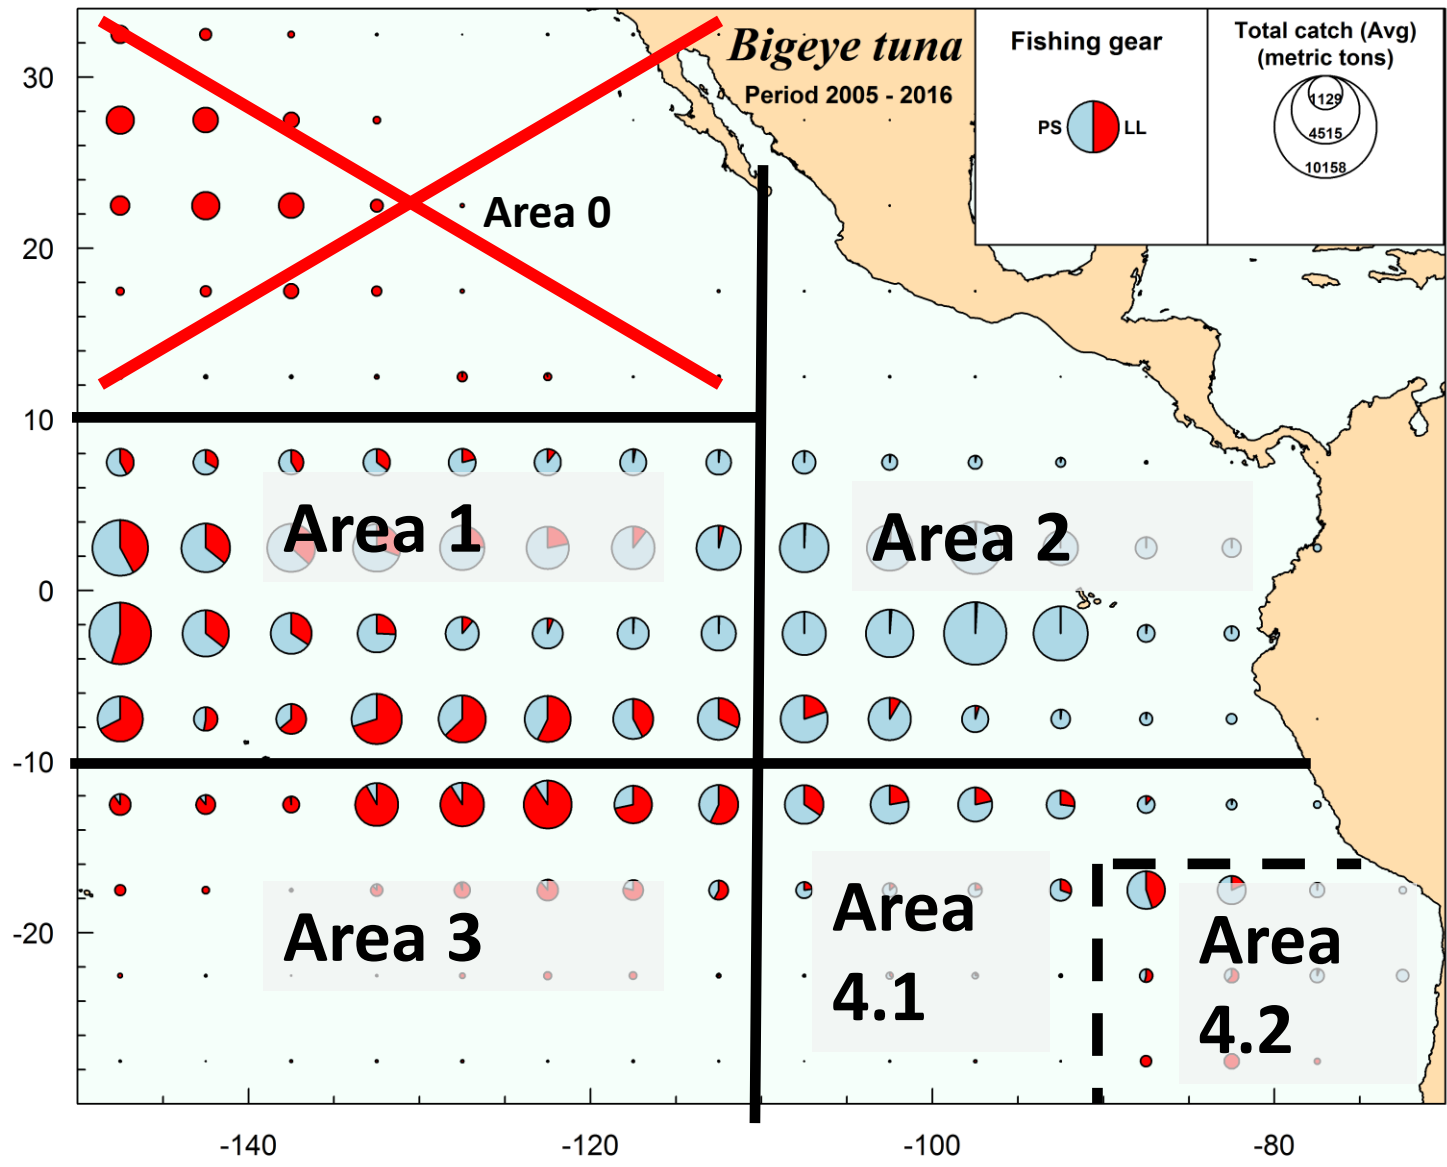 Bigeye tuna
Period 2005 - 2016
Fishing gear
PS LL
Total catch (Avg)
(metric tons)
1129
4515
10158
30
20
10
0
-10
-20
Area 0
Area 1
Area 2
Area 3
Area
4.1
Area
4.2
-140 -120 -100 -80